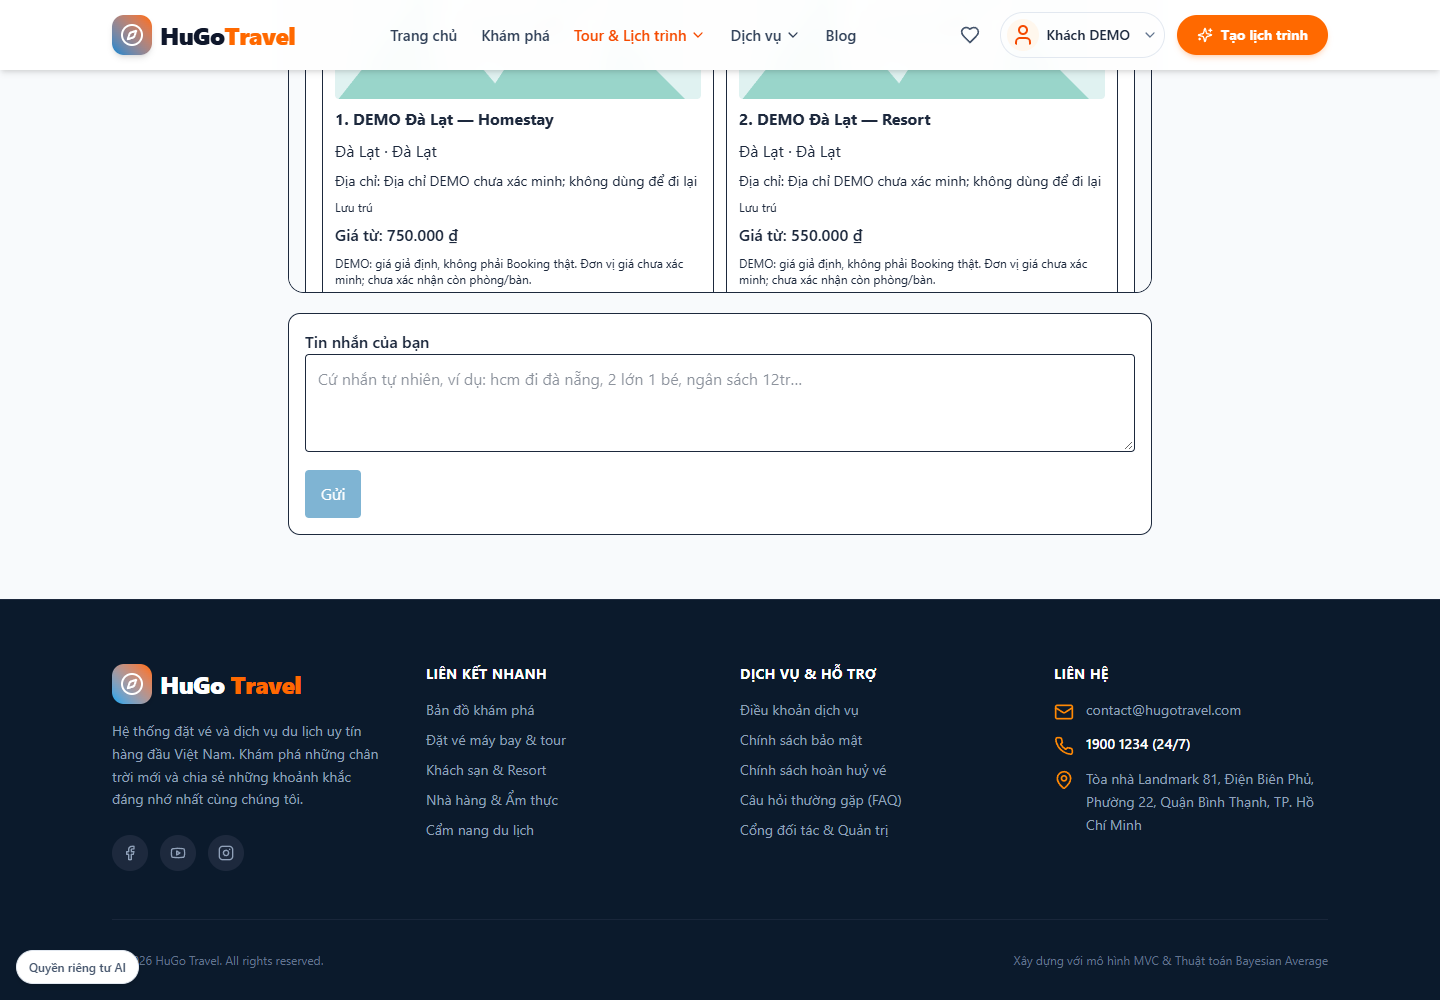 HuGoTravel
Trang chủ
Khám phá
Tour & Lịch trình
Dịch vụ
Blog
Khách DEMO
Tạo lịch trình
1. DEMO Đà Lạt — Homestay
Đà Lạt · Đà Lạt
Địa chỉ: Địa chỉ DEMO chưa xác minh; không dùng để đi lại
Lưu trú
Giá từ: 750.000 ₫
DEMO: giá giả định, không phải Booking thật. Đơn vị giá chưa xác
minh; chưa xác nhận còn phòng/bàn.
2. DEMO Đà Lạt — Resort
Đà Lạt · Đà Lạt
Địa chỉ: Địa chỉ DEMO chưa xác minh; không dùng để đi lại
Lưu trú
Giá từ: 550.000 ₫
DEMO: giá giả định, không phải Booking thật. Đơn vị giá chưa xác
minh; chưa xác nhận còn phòng/bàn.
Tin nhắn của bạn
Cứ nhắn tự nhiên, ví dụ: hcm đi đà nẵng, 2 lớn 1 bé, ngân sách 12tr...
Gửi
HuGo Travel
Hệ thống đặt vé và dịch vụ du lịch uy tín
hàng đầu Việt Nam. Khám phá những chân
trời mới và chia sẻ những khoảnh khắc
đáng nhớ nhất cùng chúng tôi.
LIÊN KẾT NHANH
Bản đồ khám phá
Đặt vé máy bay & tour
Khách sạn & Resort
Nhà hàng & Ẩm thực
Cẩm nang du lịch
DỊCH VỤ & HỖ TRỢ
Điều khoản dịch vụ
Chính sách bảo mật
Chính sách hoàn huỷ vé
Câu hỏi thường gặp (FAQ)
Cổng đối tác & Quản trị
LIÊN HỆ
contact@hugotravel.com
1900 1234 (24/7)
Tòa nhà Landmark 81, Điện Biên Phủ,
Phường 22, Quận Bình Thạnh, TP. Hồ
Chí Minh
Quyền riêng tư AI
26 HuGo Travel. All rights reserved.
Xây dựng với mô hình MVC & Thuật toán Bayesian Average